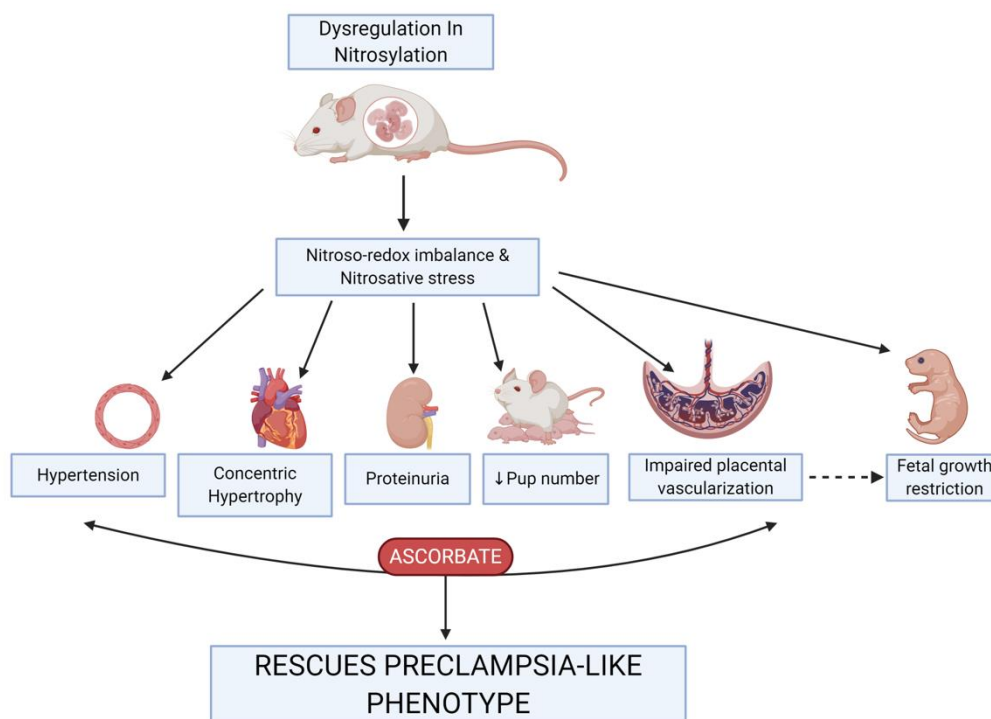 Dysregulation In
Nitrosylation
Nitroso-redox imbalance &
Nitrosative stress
Hypertension
Concentric
Hypertrophy
Proteinuria
↓Pup number
Impaired placental
vascularization
Fetal growth
restriction
ASCORBATE
RESCUES PRECLAMPSIA-LIKE
PHENOTYPE